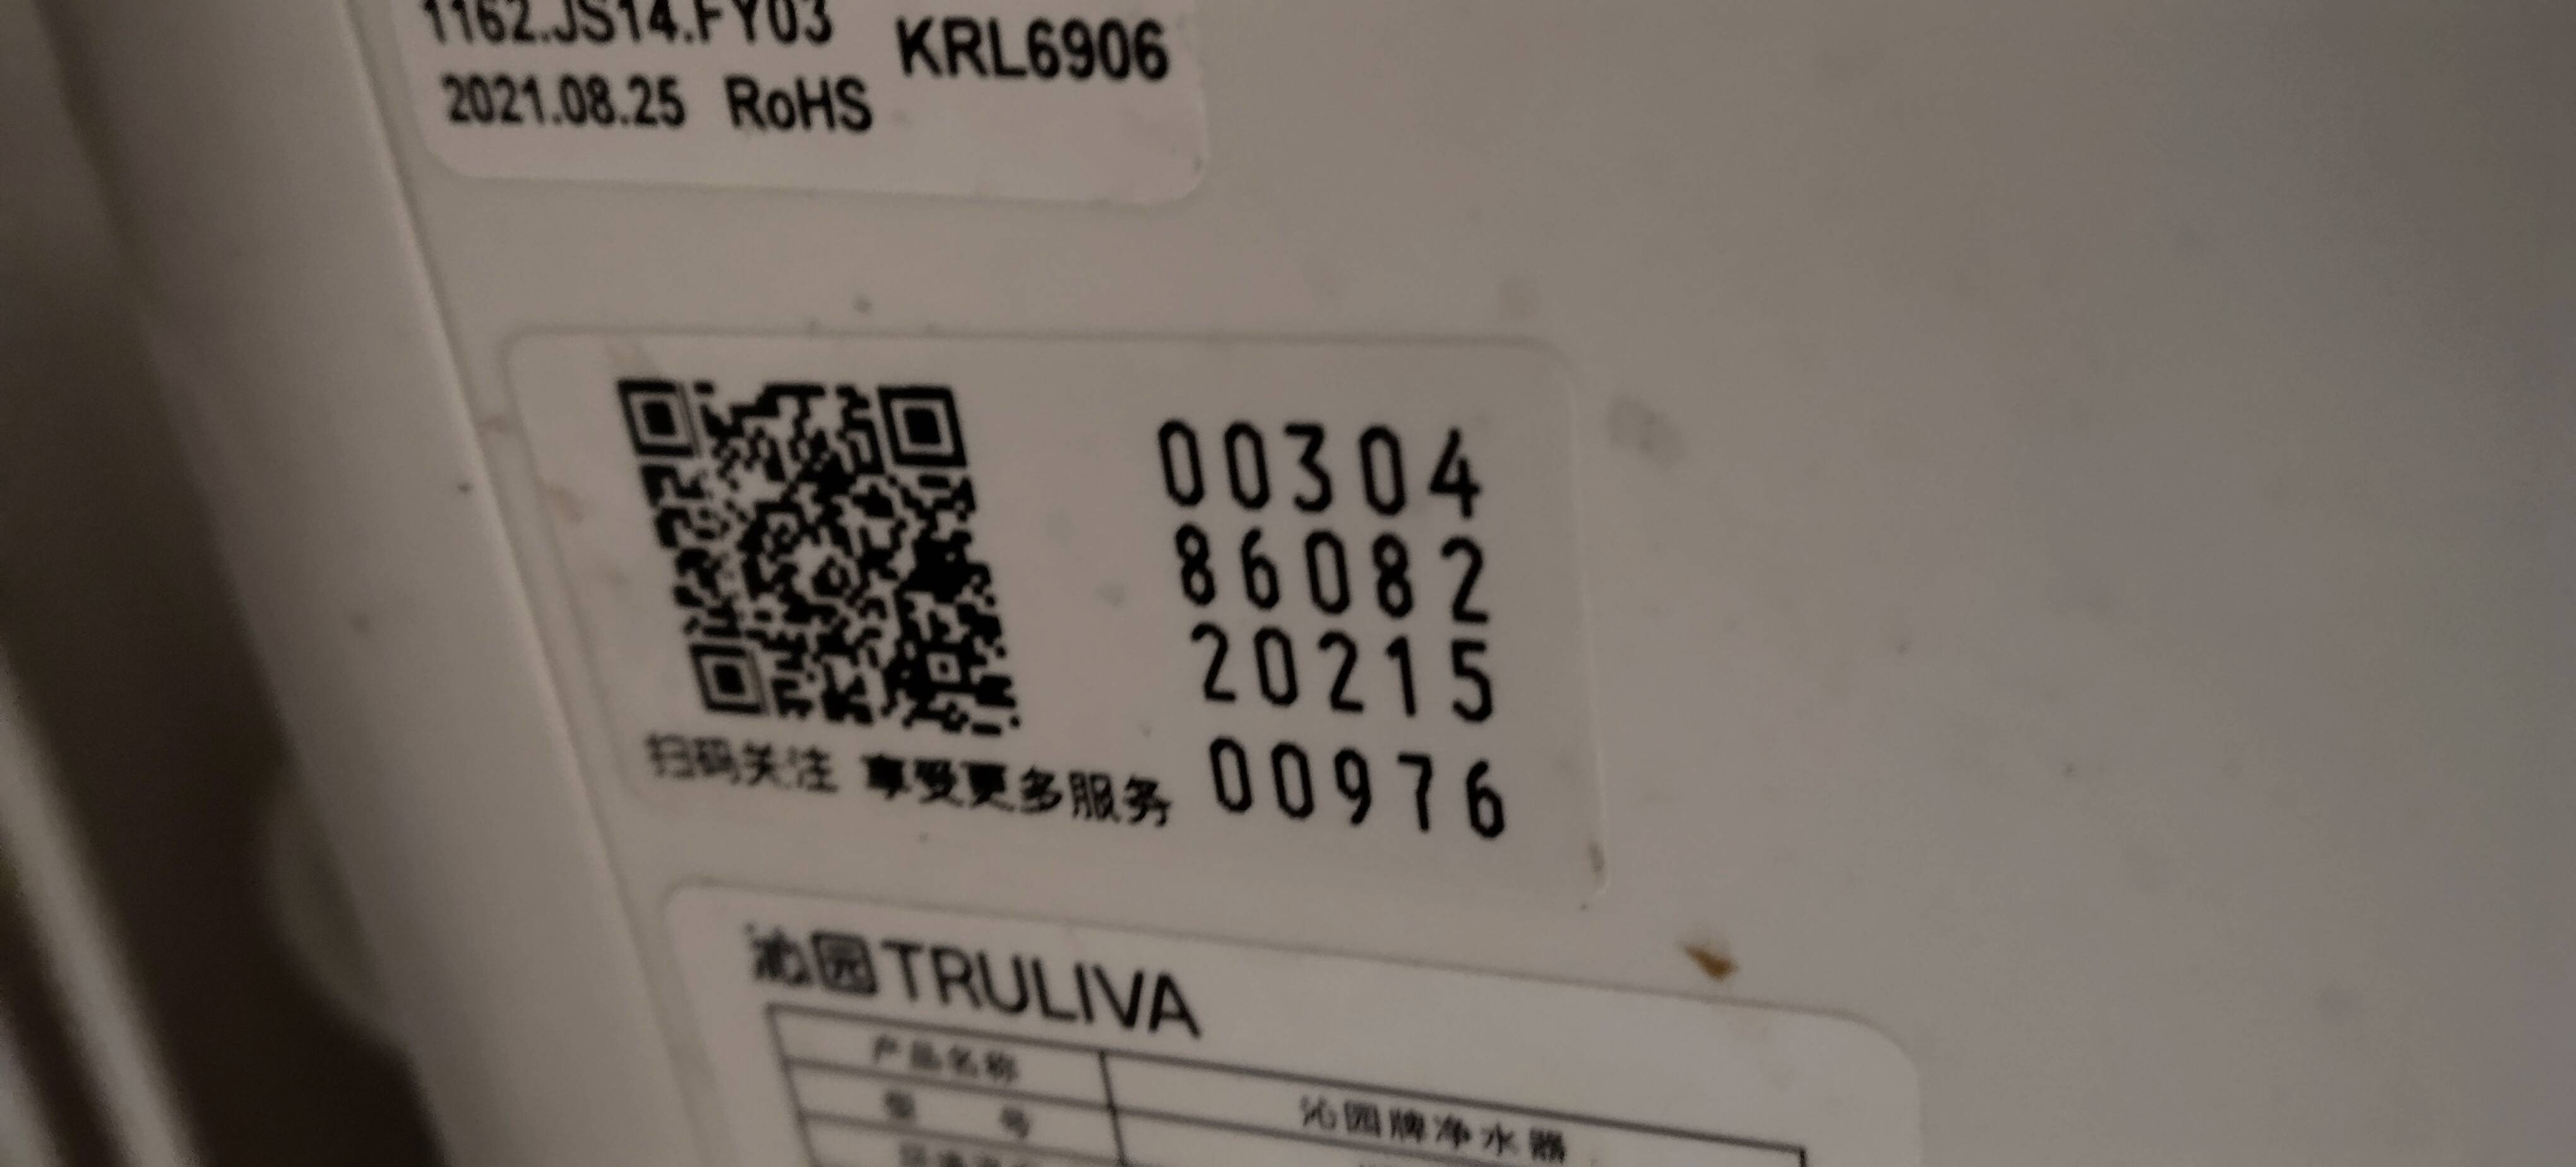 1162.JS14.FY03
KRL6906
2021.08.25 RoHS
00304
86082
20215
00976
扫码关注 享受更多服务
沁园TRULIVA
产品名称
沁园牌净水器
型 号